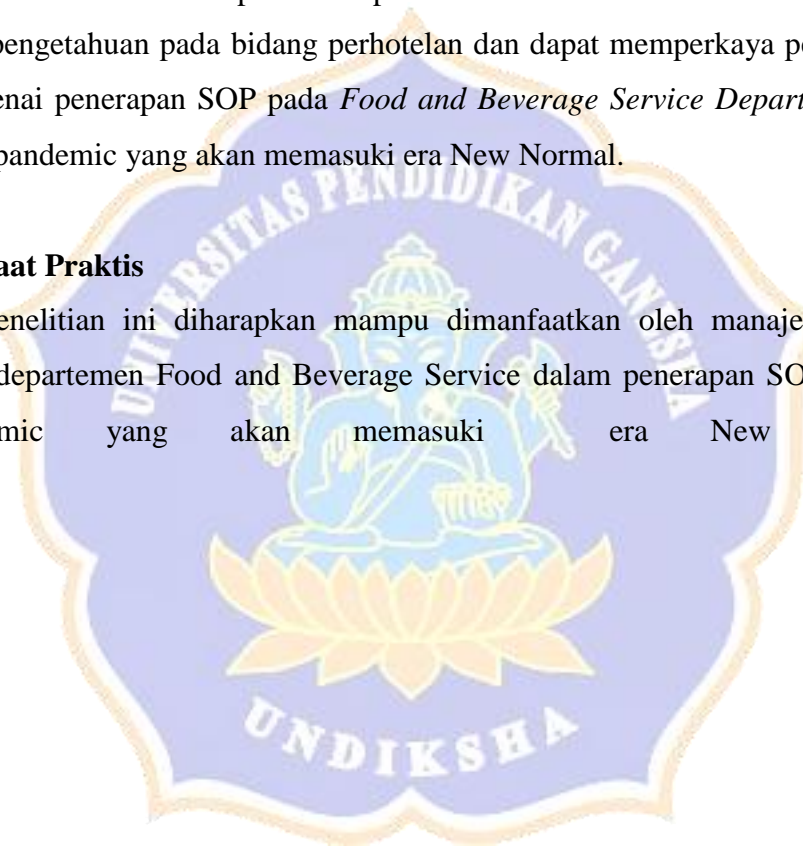 pengetahuan pada bidang perhotelan dan dapat memperkaya
enai penerapan SOP pada Food and Beverage Service Depart
pandemic yang akan memasuki era New Normal.
aat Praktis
enelitian ini diharapkan mampu dimanfaatkan oleh manaje
departemen Food and Beverage Service dalam penerapan SO
mic yang akan memasuki era New
UNIVERSITAS PENDIDIKAN GANESHA
UNDIKSHA